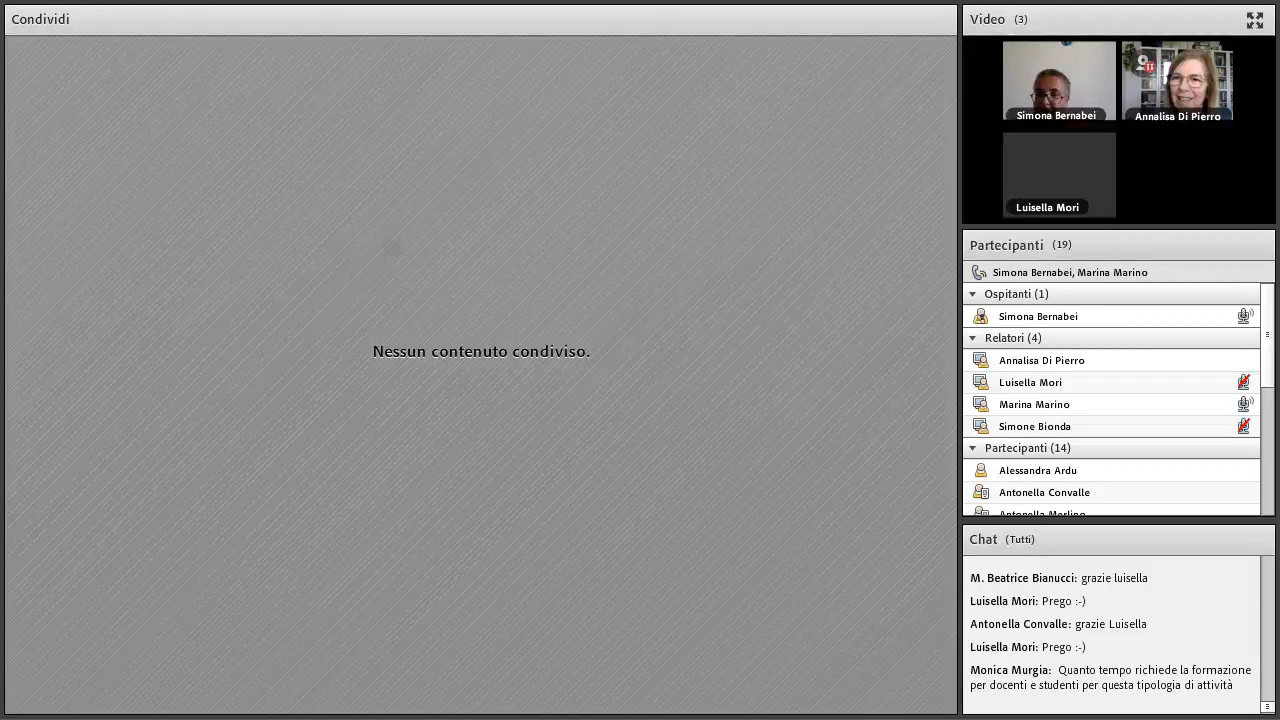 Condividi
Nessun contenuto condiviso.
Video (3)
Simona Bernabei
Annalisa Di Pierro
Luisella Mori
Partecipanti (19)
Simona Bernabei, Marina Marino
Ospitanti (1)
Simona Bernabei
Relatori (4)
Annalisa Di Pierro
Luisella Mori
Marina Marino
Simone Bionda
Partecipanti (14)
Alessandra Ardu
Antonella Convalle
Antonella Merlino
Chat (Tutti)
M. Beatrice Bianucci: grazie luisella
Luisella Mori: Prego :-)
Antonella Convalle: grazie Luisella
Luisella Mori: Prego :-)
Monica Murgia: Quanto tempo richiede la formazione
per docenti e studenti per questa tipologia di attività